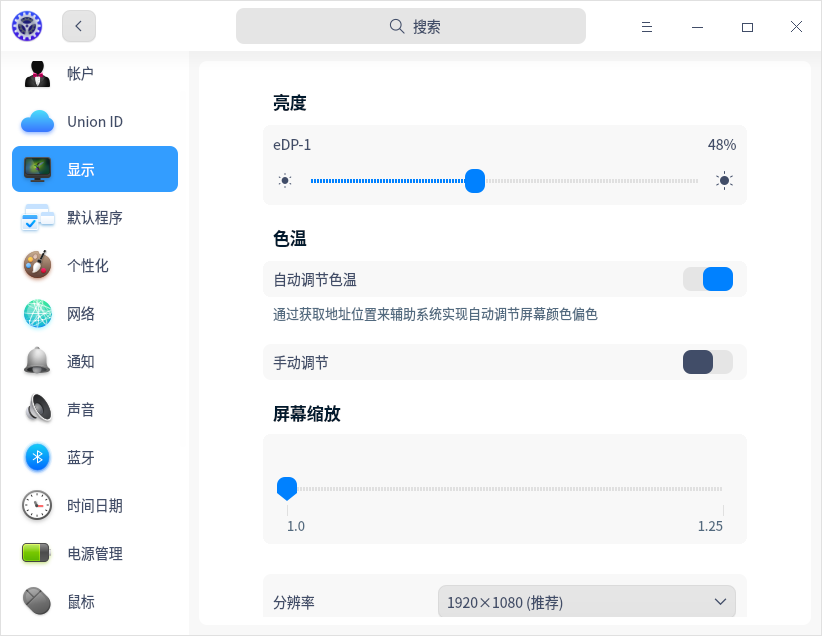 搜索
帐户
Union ID
显示
默认程序
个性化
网络
通知
声音
蓝牙
时间日期
电源管理
鼠标
亮度
eDP-1 48%
色温
自动调节色温
通过获取地址位置来辅助系统实现自动调节屏幕颜色偏色
手动调节
屏幕缩放
1.0 1.25
分辨率 1920×1080 (推荐)